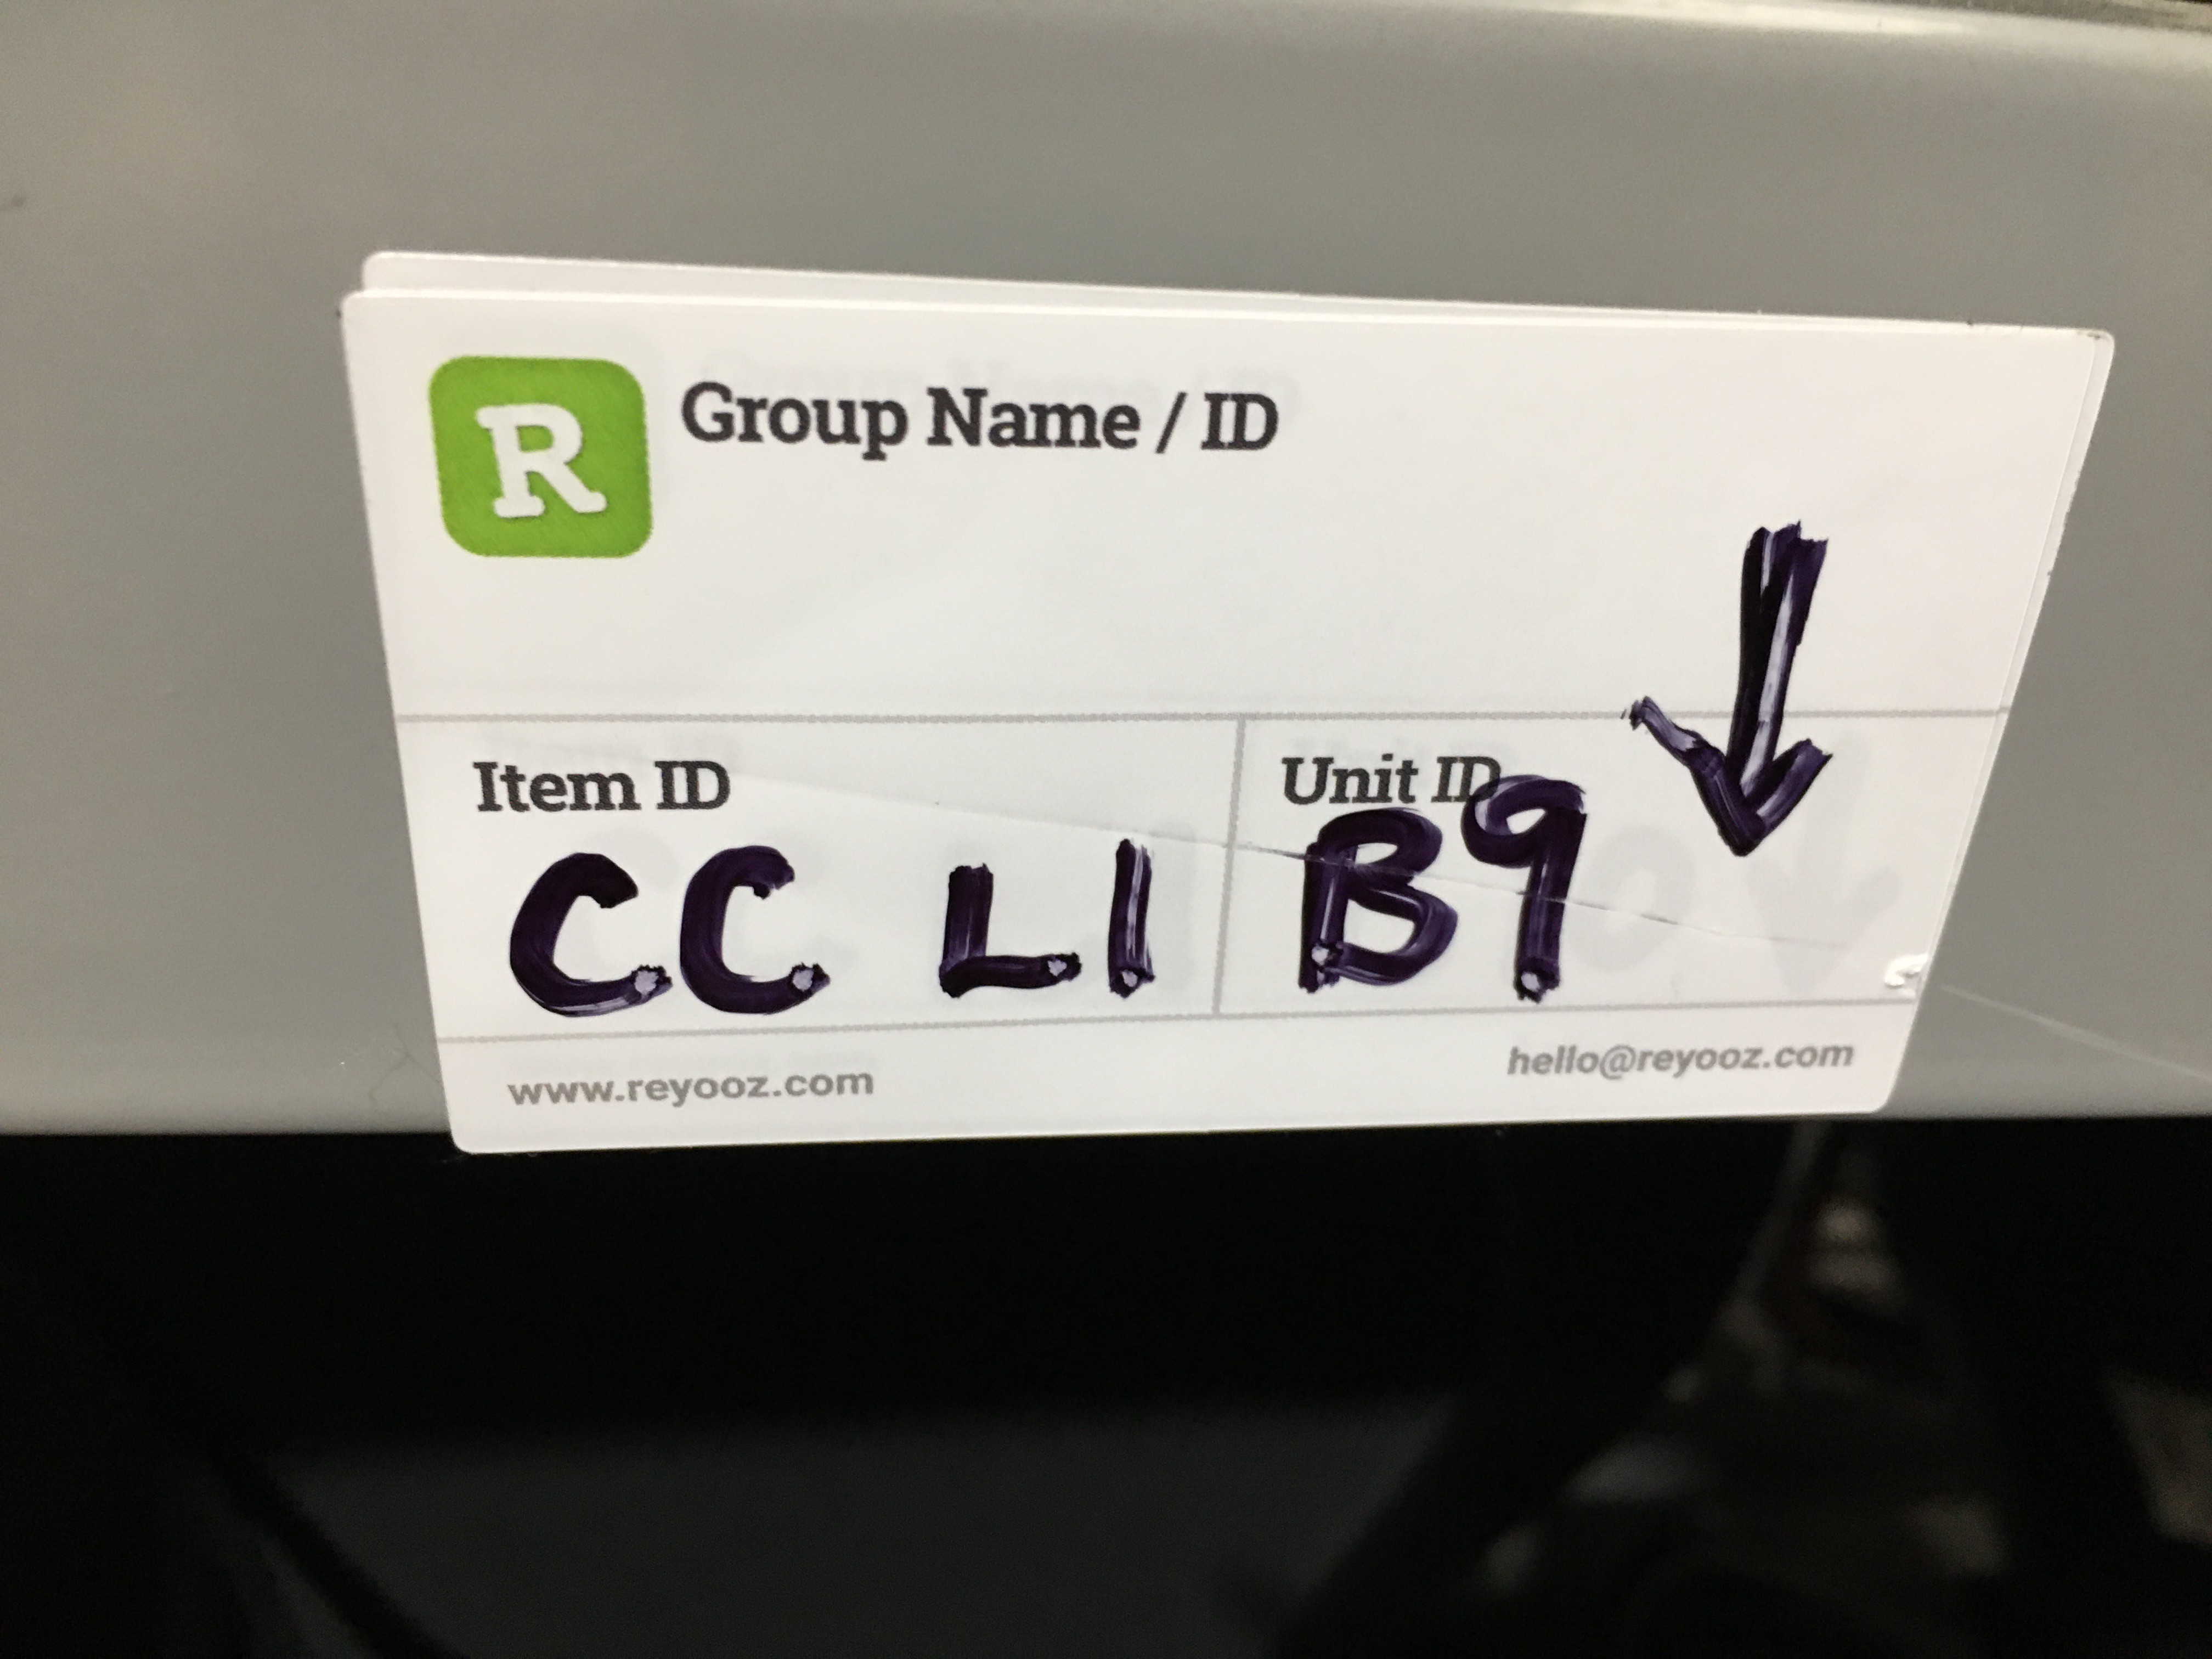 R Group Name / ID
Item ID Unit ID
CC L1 B9
www.reyooz.com hello@reyooz.com